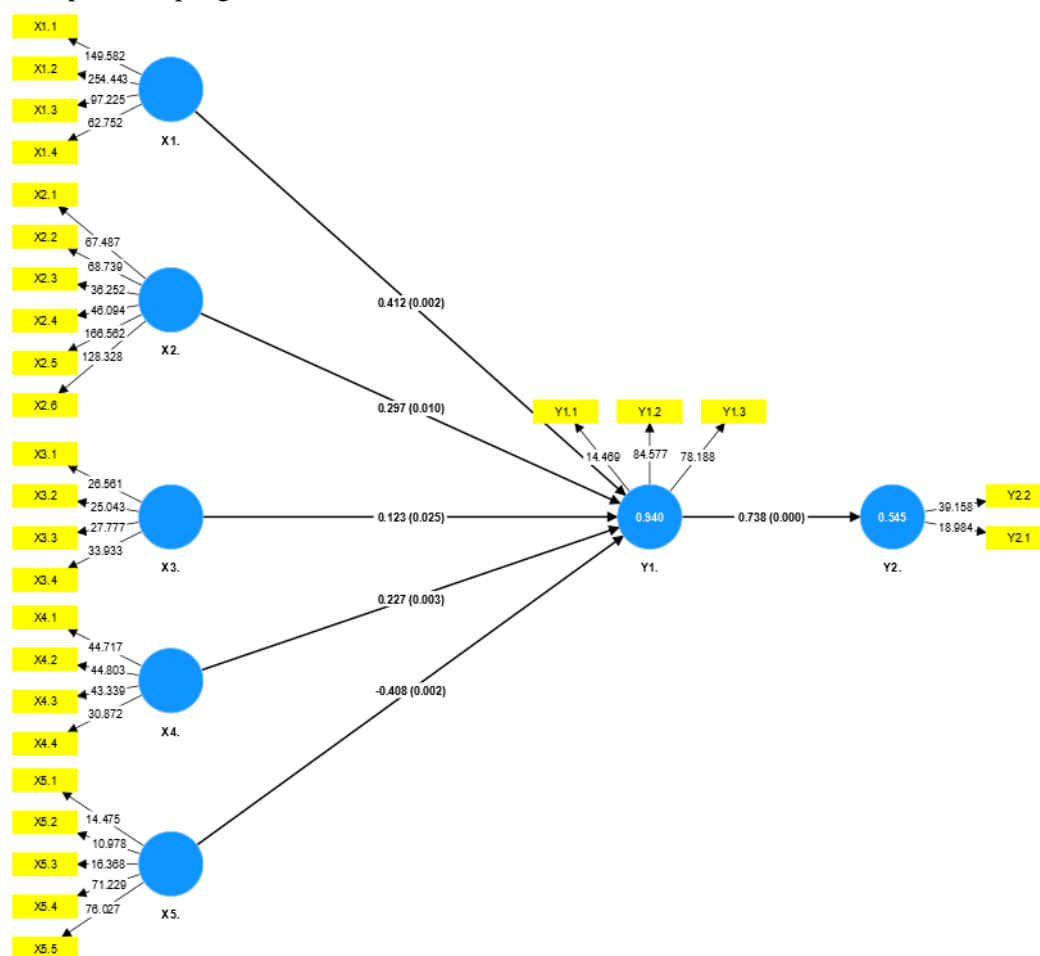 X1.1
X1.2
X1.3
X1.4
149.582
254.443
97.225
62.752
X1.
X2.1
X2.2
X2.3
X2.4
X2.5
X2.6
67.487
68.739
36.252
46.094
166.562
128.328
X2.
X3.1
X3.2
X3.3
X3.4
26.561
25.043
27.777
33.933
X3.
X4.1
X4.2
X4.3
X4.4
44.717
44.803
43.339
30.872
X4.
X5.1
X5.2
X5.3
X5.4
X5.5
14.475
10.978
16.368
71.229
76.027
X5.
0.412 (0.002)
0.297 (0.010)
0.123 (0.025)
0.227 (0.003)
-0.408 (0.002)
Y1.1
Y1.2
Y1.3
14.469
84.577
78.188
0.940
Y1.
0.738 (0.000)
0.545
Y2.
39.158
18.984
Y2.2
Y2.1